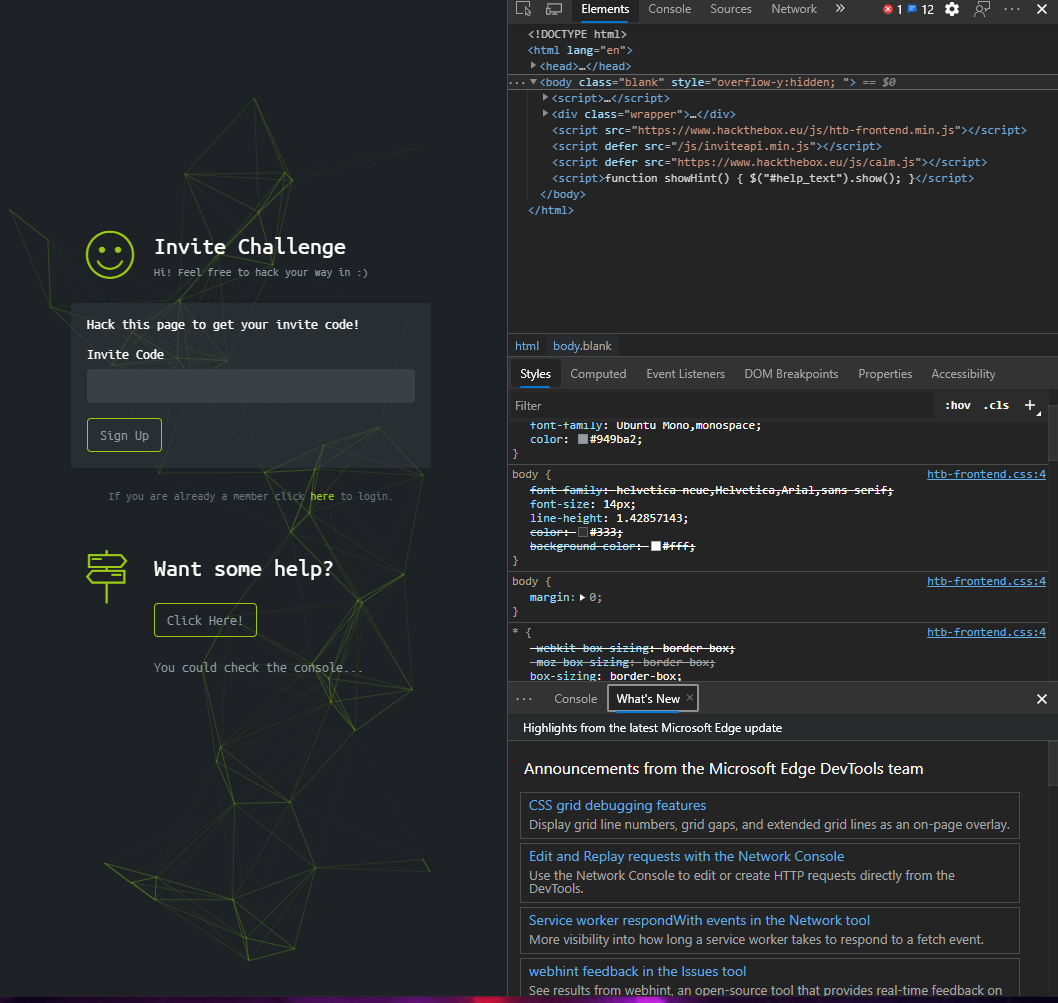 Invite Challenge
Hi! Feel free to hack your way in :)
Hack this page to get your invite code!
Invite Code
Sign Up
If you are already a member click here to login.
Want some help?
Click Here!
You could check the console...
Elements Console Sources Network » 1 12
<!DOCTYPE html>
<html lang="en">
<head>…</head>
<body class="blank" style="overflow-y:hidden; "> == $0
<script>…</script>
<div class="wrapper">…</div>
<script src="https://www.hackthebox.eu/js/htb-frontend.min.js"></script>
<script defer src="/js/inviteapi.min.js"></script>
<script defer src="https://www.hackthebox.eu/js/calm.js"></script>
<script>function showHint() { $("#help_text").show(); }</script>
</body>
</html>
html body.blank
Styles Computed Event Listeners DOM Breakpoints Properties Accessibility
Filter :hov .cls +
font-family: Ubuntu Mono,monospace;
color: #949ba2;
}
body { htb-frontend.css:4
font-family: helvetica neue,Helvetica,Arial,sans-serif;
font-size: 14px;
line-height: 1.42857143;
color: #333;
background-color: #fff;
}
body { htb-frontend.css:4
margin: 0;
}
* { htb-frontend.css:4
-webkit-box-sizing: border-box;
-moz-box-sizing: border-box;
box-sizing: border-box;
... Console What's New ×
Highlights from the latest Microsoft Edge update
Announcements from the Microsoft Edge DevTools team
CSS grid debugging features
Display grid line numbers, grid gaps, and extended grid lines as an on-page overlay.
Edit and Replay requests with the Network Console
Use the Network Console to edit or create HTTP requests directly from the
DevTools.
Service worker respondWith events in the Network tool
More visibility into how long a service worker takes to respond to a fetch event.
webhint feedback in the Issues tool
See results from webhint, an open-source tool that provides real-time feedback on